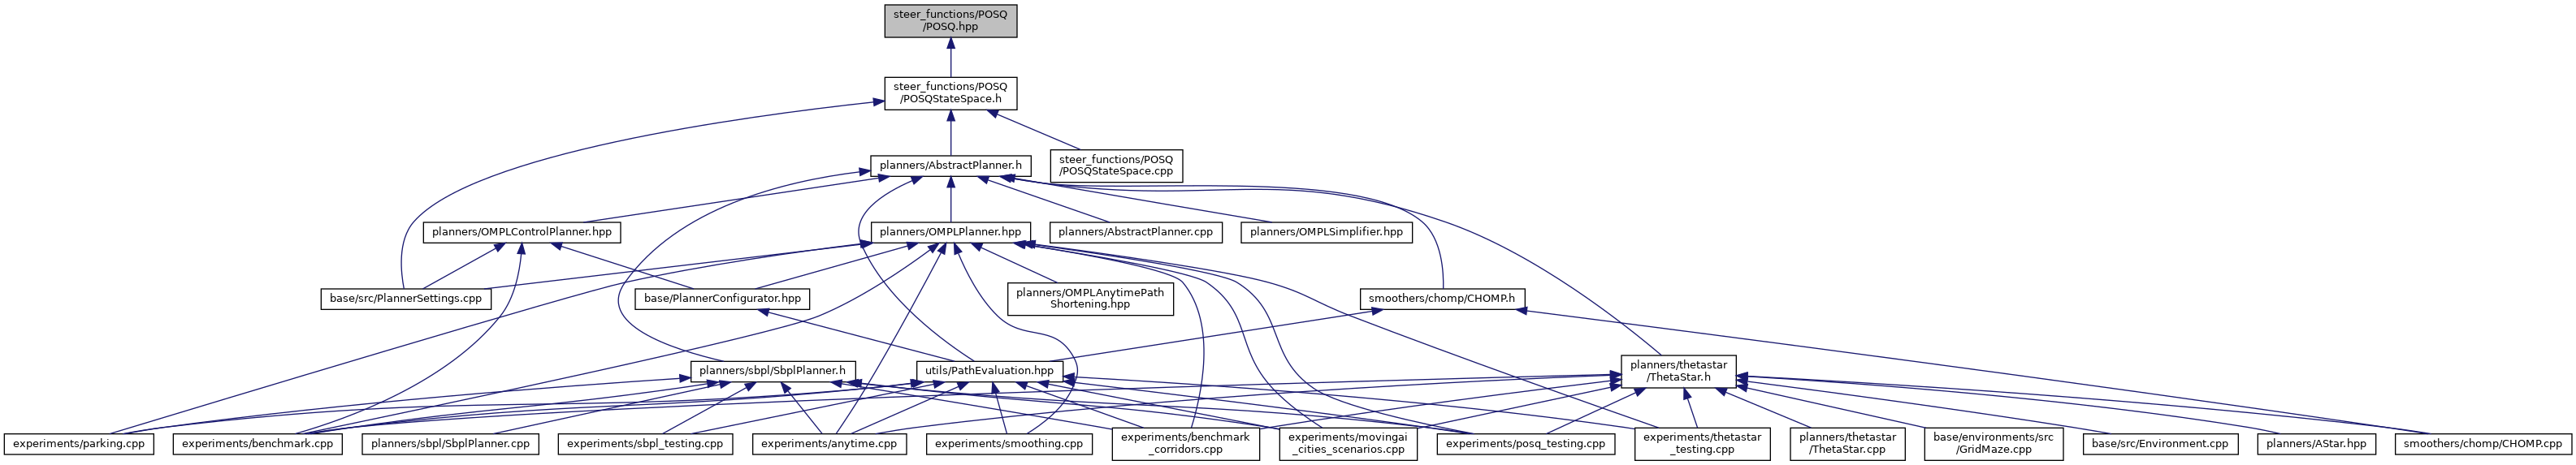 steer_functions/POSQ
/POSQ.hpp
steer_functions/POSQ
/POSQStateSpace.h
planners/AbstractPlanner.h
steer_functions/POSQ
/POSQStateSpace.cpp
planners/OMPLControlPlanner.hpp
planners/OMPLPlanner.hpp
planners/AbstractPlanner.cpp
planners/OMPLSimplifier.hpp
base/src/PlannerSettings.cpp
base/PlannerConfigurator.hpp
planners/OMPLAnytimePath
Shortening.hpp
smoothers/chomp/CHOMP.h
planners/sbpl/SbplPlanner.h
utils/PathEvaluation.hpp
planners/thetastar
/ThetaStar.h
experiments/parking.cpp
experiments/benchmark.cpp
planners/sbpl/SbplPlanner.cpp
experiments/sbpl_testing.cpp
experiments/anytime.cpp
experiments/smoothing.cpp
experiments/benchmark
_corridors.cpp
experiments/movingai
_cities_scenarios.cpp
experiments/posq_testing.cpp
experiments/thetastar
_testing.cpp
planners/thetastar
/ThetaStar.cpp
base/environments/src
/GridMaze.cpp
base/src/Environment.cpp
planners/AStar.hpp
smoothers/chomp/CHOMP.cpp